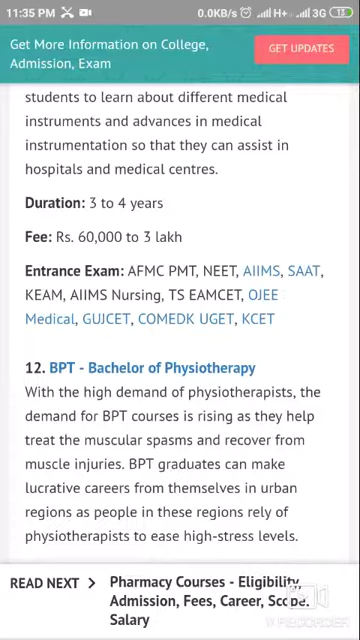 11:35 PM
0.0KB/s H+ 3G 13
Get More Information on College,
Admission, Exam
GET UPDATES
students to learn about different medical
instruments and advances in medical
instrumentation so that they can assist in
hospitals and medical centres.
Duration: 3 to 4 years
Fee: Rs. 60,000 to 3 lakh
Entrance Exam: AFMC PMT, NEET, AIIMS, SAAT,
KEAM, AIIMS Nursing, TS EAMCET, OJEE
Medical, GUJCET, COMEDK UGET, KCET
12. BPT - Bachelor of Physiotherapy
With the high demand of physiotherapists, the
demand for BPT courses is rising as they help
treat the muscular spasms and recover from
muscle injuries. BPT graduates can make
lucrative careers from themselves in urban
regions as people in these regions rely of
physiotherapists to ease high-stress levels.
READ NEXT > Pharmacy Courses - Eligibility,
Admission, Fees, Career, Scope,
Salary
RECORDER